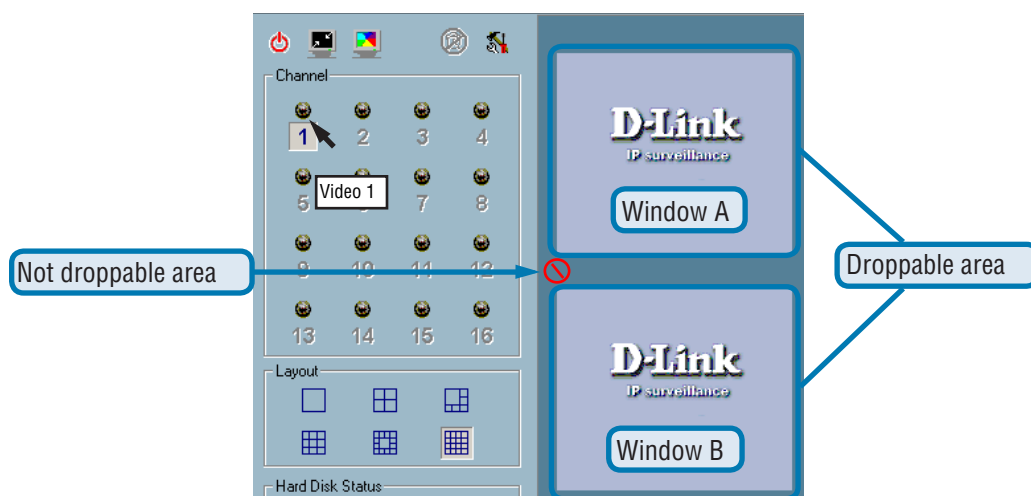 Channel
1 2 3 4
Video 1
5 6 7 8
9 10 11 12
13 14 15 16
Layout
Hard Disk Status
D-Link
IP surveillance
Window A
Not droppable area
Droppable area
D-Link
IP surveillance
Window B